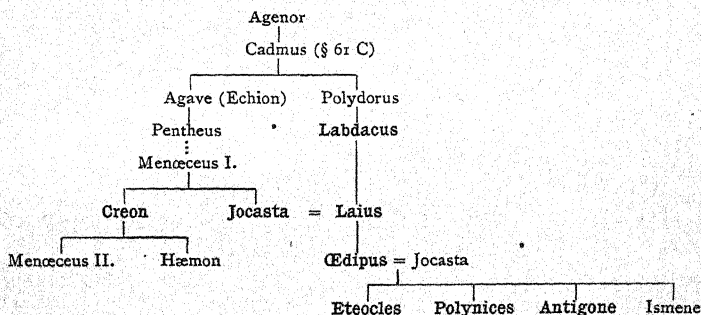 Agenor
Cadmus (§ 61 C)
Agave (Echion) Polydorus
Pentheus Labdacus
Menœceus I.
Creon Jocasta = Laius
Menœceus II. Hæmon Œdipus = Jocasta
Eteocles Polynices Antigone Ismene